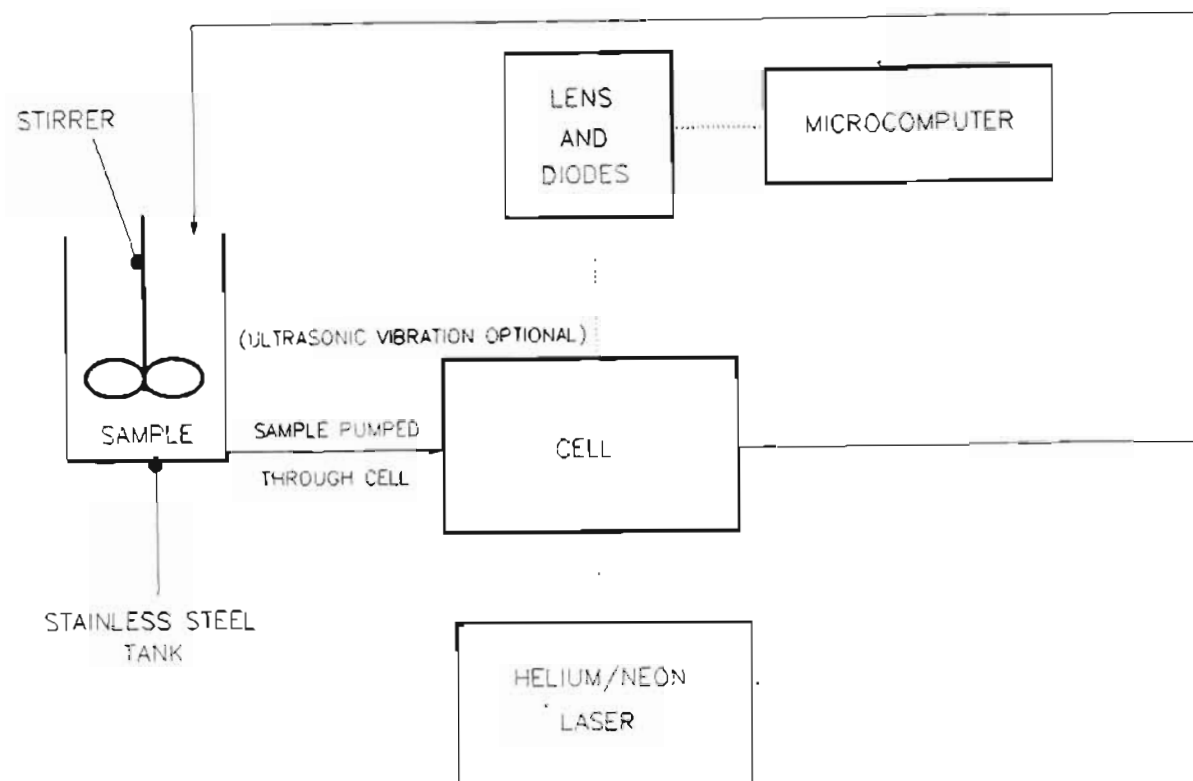 LENS
AND
DIODES
MICROCOMPUTER
STIRRER
(ULTRASONIC VIBRATION OPTIONAL)
SAMPLE
SAMPLE PUMPED
THROUGH CELL
CELL
STAINLESS STEEL
TANK
HELIUM/NEON
LASER